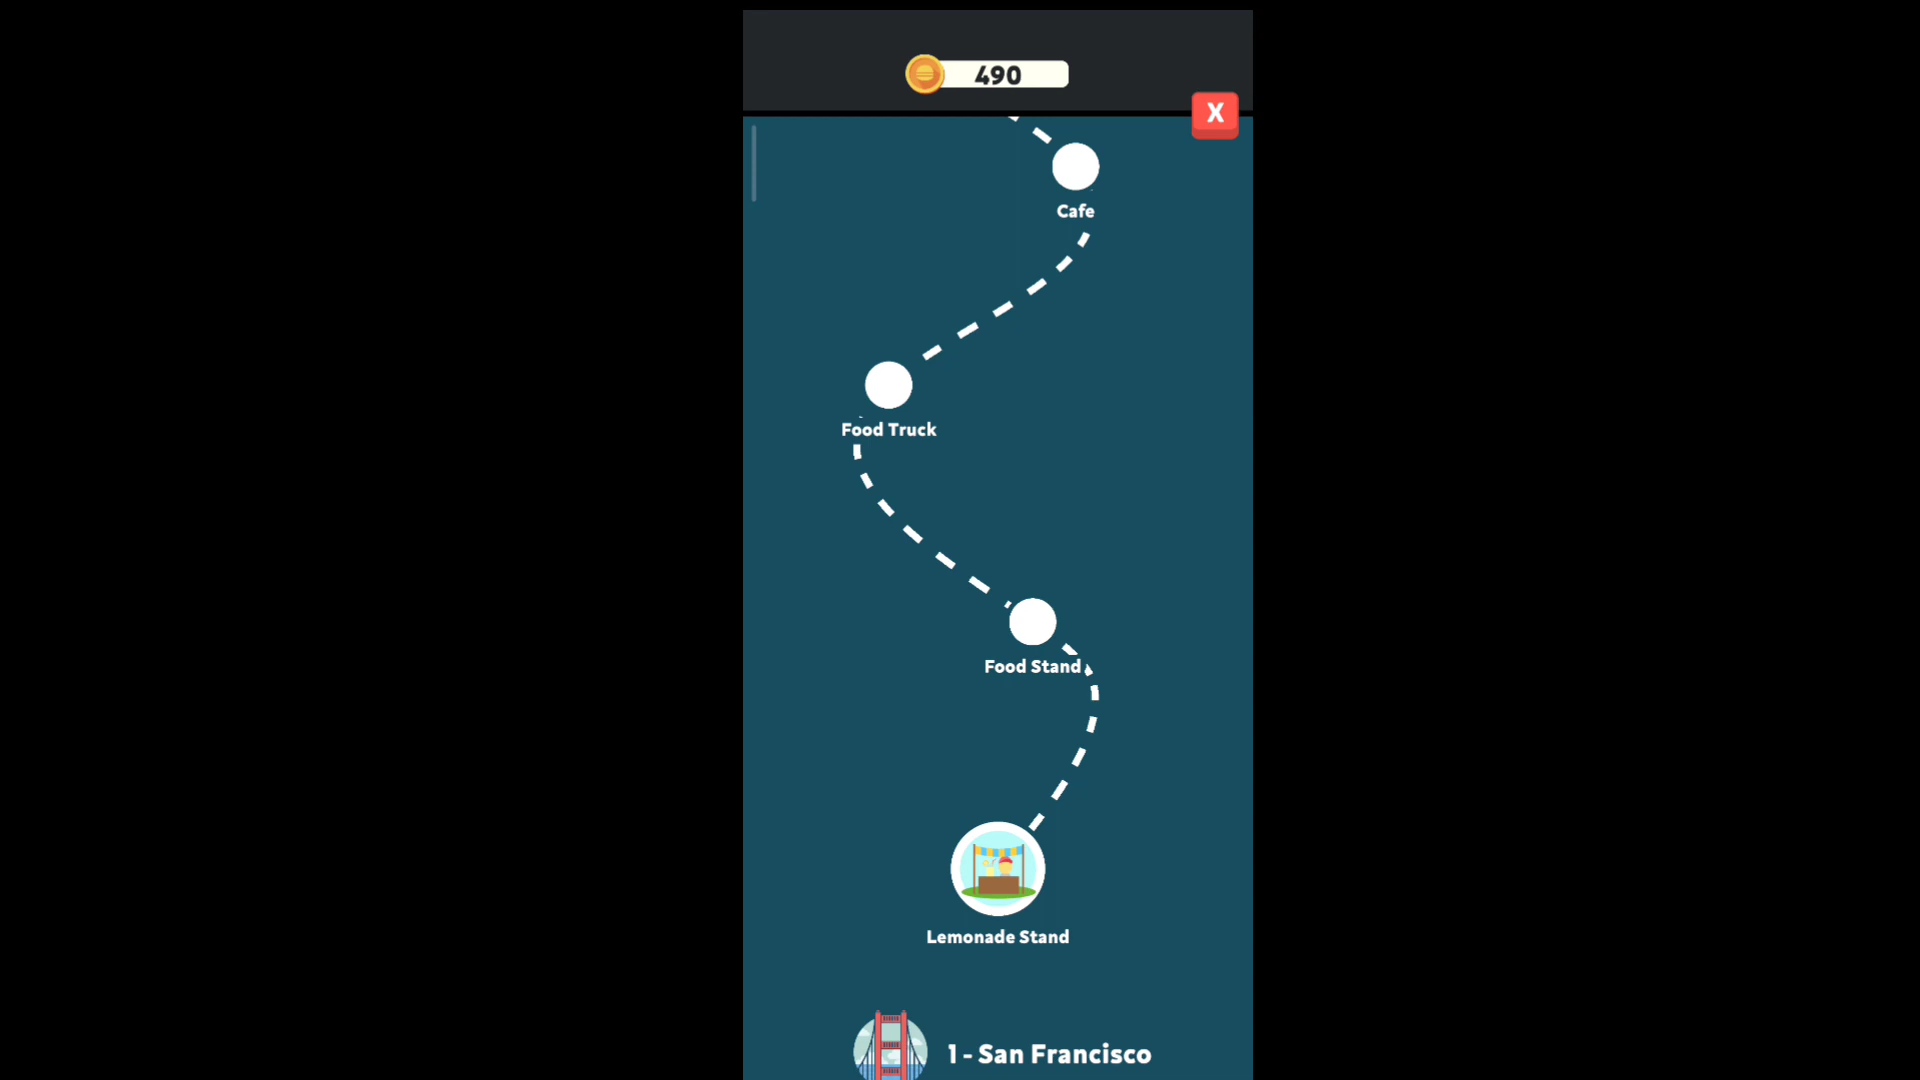 490
X
Cafe
Food Truck
Food Stand
Lemonade Stand
1 - San Francisco